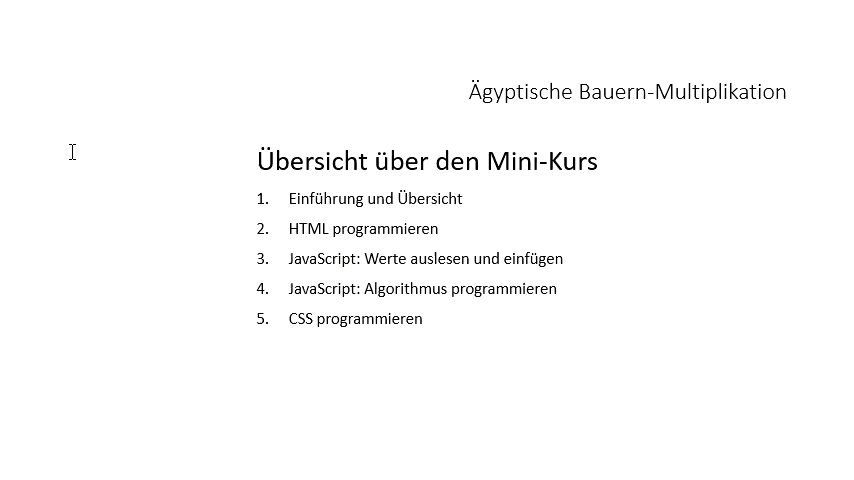 Ägyptische Bauern-Multiplikation
Übersicht über den Mini-Kurs
1. Einführung und Übersicht
2. HTML programmieren
3. JavaScript: Werte auslesen und einfügen
4. JavaScript: Algorithmus programmieren
5. CSS programmieren